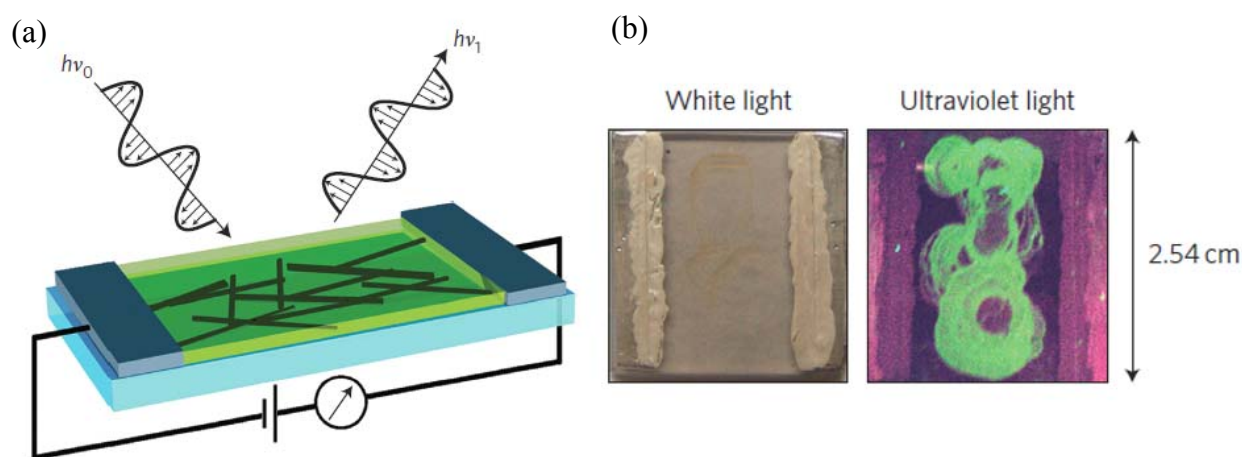 (a)
hν₀
hν₁
(b)
White light
Ultraviolet light
2.54 cm